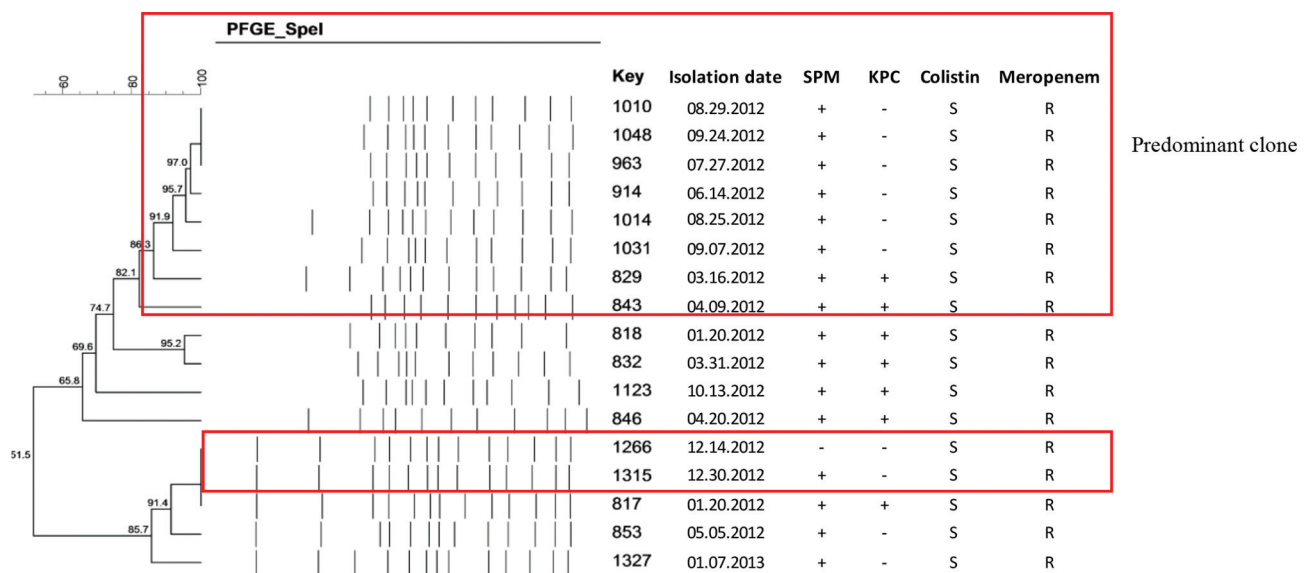 PFGE_SpeI
60 80 100
Key Isolation date SPM KPC Colistin Meropenem
1010 08.29.2012 + - S R
1048 09.24.2012 + - S R
Predominant clone
97.0 963 07.27.2012 + - S R
95.7 914 06.14.2012 + - S R
91.9 1014 08.25.2012 + - S R
86.3 1031 09.07.2012 + - S R
82.1 829 03.16.2012 + + S R
74.7 843 04.09.2012 + + S R
95.2 818 01.20.2012 + + S R
69.6 832 03.31.2012 + + S R
65.8 1123 10.13.2012 + + S R
846 04.20.2012 + + S R
51.5 1266 12.14.2012 - - S R
1315 12.30.2012 + - S R
91.4 817 01.20.2012 + + S R
85.7 853 05.05.2012 + - S R
1327 01.07.2013 + - S R